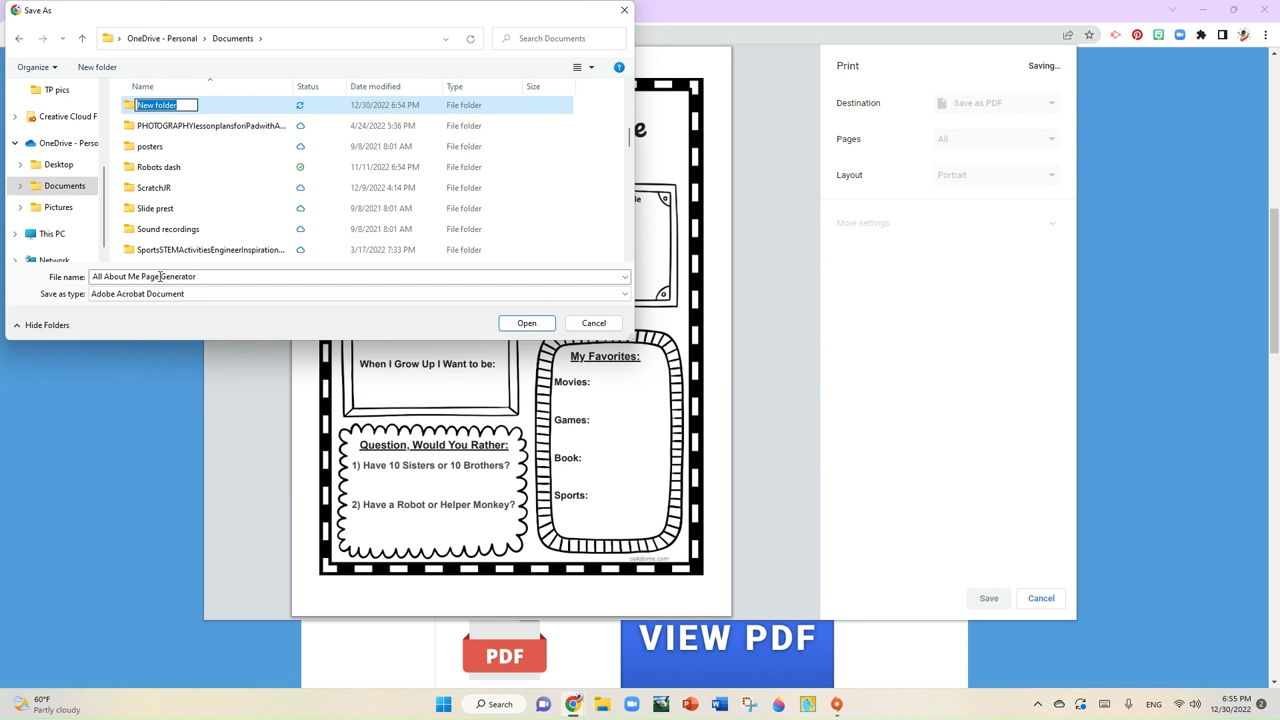 Save As
OneDrive - Personal
Documents
Search Documents
Organize
New folder
Name
Status
Date modified
Type
Size
TP pics
Creative Cloud F
OneDrive - Perso
Desktop
Documents
Pictures
This PC
Network
New folder 12/30/2022 6:54 PM File folder
PHOTOGRAPHYlessonplansforiPadwithA... 4/24/2022 5:36 PM File folder
posters 9/8/2021 8:01 AM File folder
Robots dash 11/11/2022 6:54 PM File folder
ScratchJR 12/9/2022 4:14 PM File folder
Slide prest 9/8/2021 8:01 AM File folder
Sound recordings 9/8/2021 8:01 AM File folder
SportsSTEMActivitiesEngineerInspiration... 3/17/2022 7:33 PM File folder
File name: All About Me Page Generator
Save as type: Adobe Acrobat Document
Hide Folders
Open
Cancel
Print
Saving...
Destination
Save as PDF
Pages
All
Layout
Portrait
More settings
Save
Cancel
When I Grow Up I Want to be:
My Favorites:
Movies:
Games:
Book:
Sports:
Question, Would You Rather:
1) Have 10 Sisters or 10 Brothers?
2) Have a Robot or Helper Monkey?
oakdome.com
PDF
VIEW PDF
60°F
Partly cloudy
Search
ENG
6:55 PM
12/30/2022
2